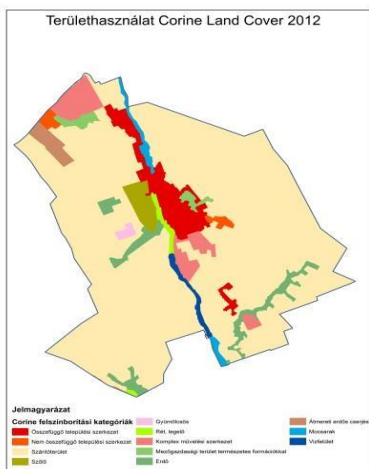 Területhasználat Corine Land Cover 2012
Jelmagyarázat
Corine felszínborítási kategóriák
Összefüggő települési szerkezet
Nem összefüggő települési szerkezet
Szántóterület
Szőlő
Gyümölcsös
Rét, legelő
Komplex művelési szerkezet
Mezőgazdasági terület természetes formációkkal
Erdő
Átmeneti erdős cserjés
Mocsarak
Vízfelület